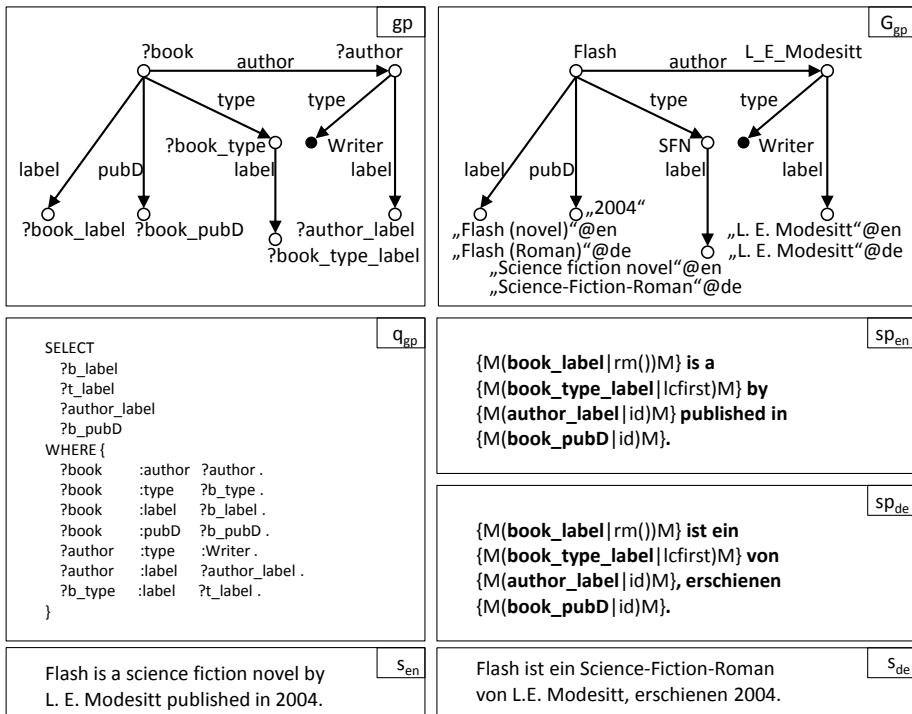 gp
?book
author
?author
type
type
?book_type
Writer
label
pubD
label
label
?book_label
?book_pubD
?author_label
?book_type_label
G_gp
Flash
author
L_E_Modesitt
type
type
SFN
Writer
label
pubD
label
label
„2004“
„Flash (novel)“@en
„Flash (Roman)“@de
„L. E. Modesitt“@en
„L. E. Modesitt“@de
„Science fiction novel“@en
„Science-Fiction-Roman“@de
q_gp
SELECT
?b_label
?t_label
?author_label
?b_pubD
WHERE {
?book :author ?author .
?book :type ?b_type .
?book :label ?b_label .
?book :pubD ?b_pubD .
?author :type :Writer .
?author :label ?author_label .
?b_type :label ?t_label .
}
sp_en
{M(book_label|rm())M} is a
{M(book_type_label|lcfirst)M} by
{M(author_label|id)M} published in
{M(book_pubD|id)M}.
sp_de
{M(book_label|rm())M} ist ein
{M(book_type_label|lcfirst)M} von
{M(author_label|id)M}, erschienen
{M(book_pubD|id)M}.
s_en
Flash is a science fiction novel by
L. E. Modesitt published in 2004.
s_de
Flash ist ein Science-Fiction-Roman
von L.E. Modesitt, erschienen 2004.